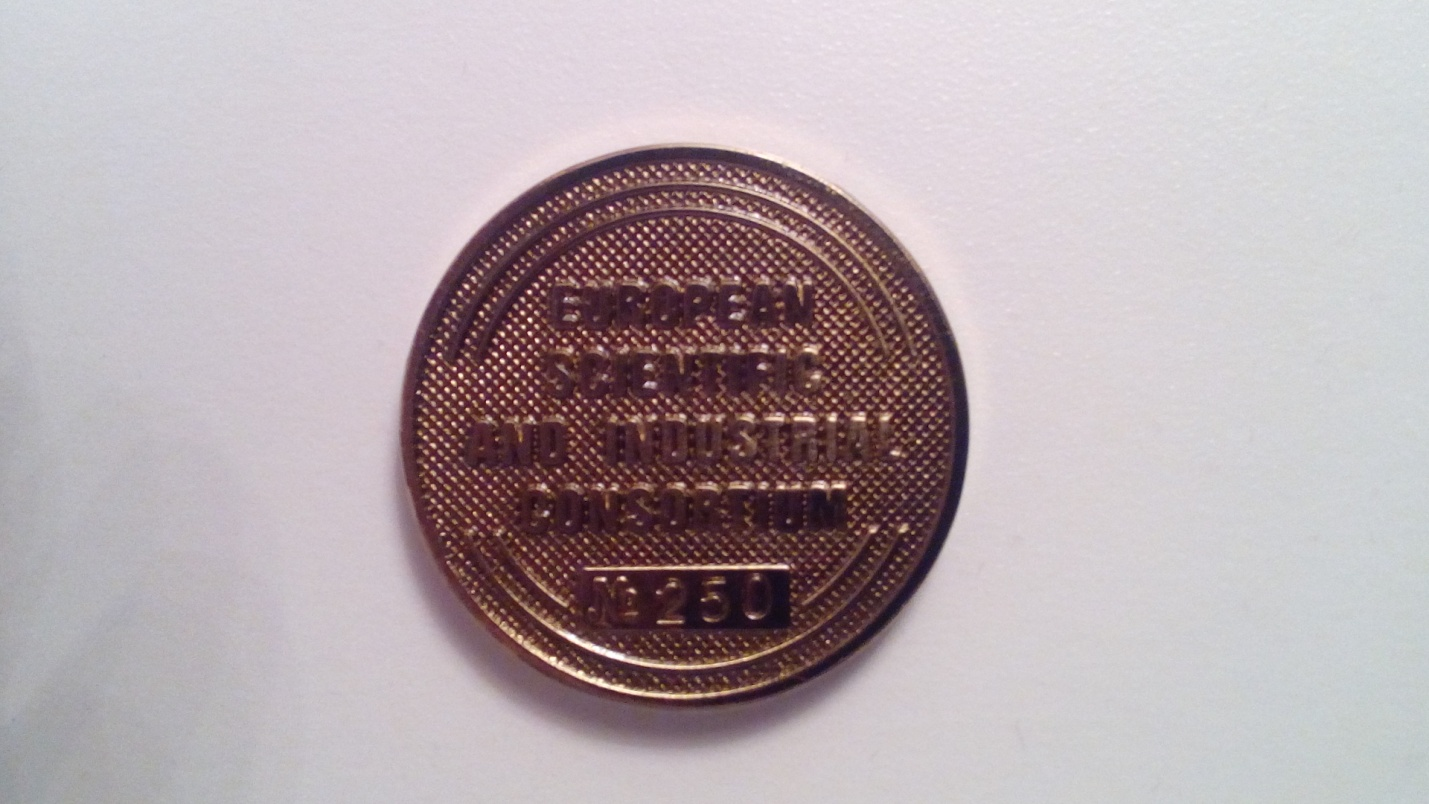 EUROPEAN
SCIENTIFIC
AND INDUSTRIAL
CONSORTIUM
№ 250